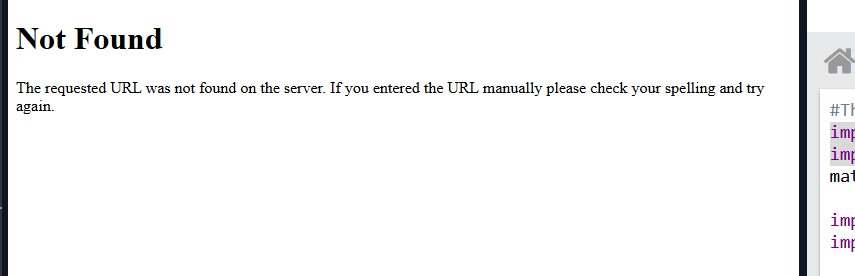 Not Found
The requested URL was not found on the server. If you entered the URL manually please check your spelling and try
again.
#Th
imp
imp
mat
imp
imp